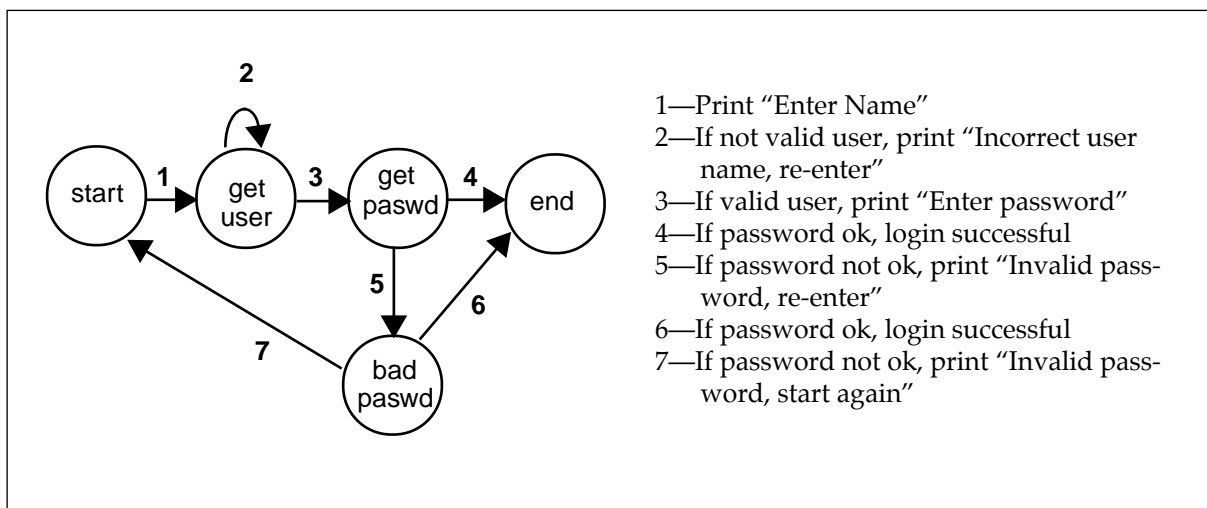 2
start
1
get
user
3
get
paswd
4
end
5
6
7
bad
paswd
1—Print “Enter Name”
2—If not valid user, print “Incorrect user
name, re-enter”
3—If valid user, print “Enter password”
4—If password ok, login successful
5—If password not ok, print “Invalid pass-
word, re-enter”
6—If password ok, login successful
7—If password not ok, print “Invalid pass-
word, start again”